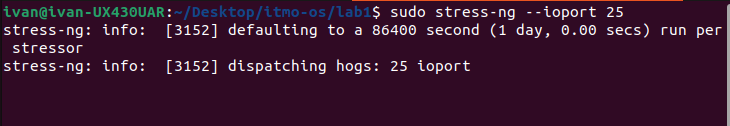 ivan@ivan-UX430UAR:~/Desktop/itmo-os/lab1$ sudo stress-ng --ioport 25
stress-ng: info:  [3152] defaulting to a 86400 second (1 day, 0.00 secs) run per
 stressor
stress-ng: info:  [3152] dispatching hogs: 25 ioport